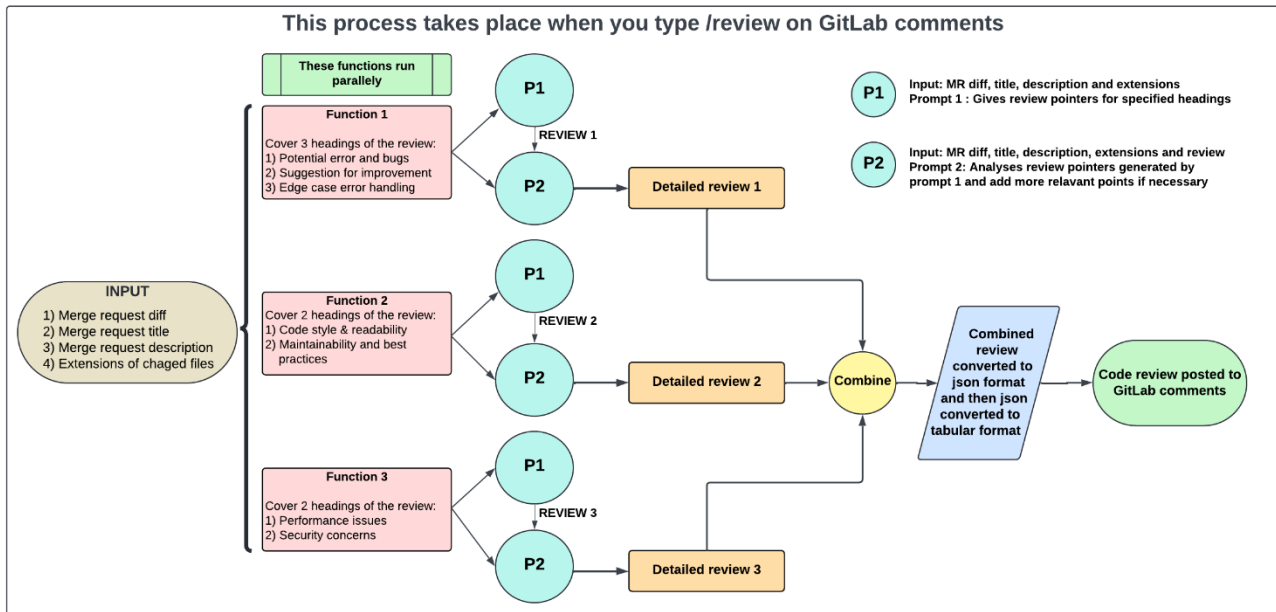 This process takes place when you type /review on GitLab comments
These functions run
parallely
P1
Function 1
Cover 3 headings of the review:
1) Potential error and bugs
2) Suggestion for improvement
3) Edge case error handling
REVIEW 1
P2
Detailed review 1
P1
Input: MR diff, title, description and extensions
Prompt 1 : Gives review pointers for specified headings
P2
Input: MR diff, title, description, extensions and review
Prompt 2: Analyses review pointers generated by
prompt 1 and add more relavant points if necessary
INPUT
1) Merge request diff
2) Merge request title
3) Merge request description
4) Extensions of chaged files
P1
Function 2
Cover 2 headings of the review:
1) Code style & readability
2) Maintainability and best
practices
REVIEW 2
P2
Detailed review 2
Combine
Combined
review
converted to
json format
and then json
converted to
tabular format
Code review posted to
GitLab comments
P1
Function 3
Cover 2 headings of the review:
1) Performance issues
2) Security concerns
REVIEW 3
P2
Detailed review 3